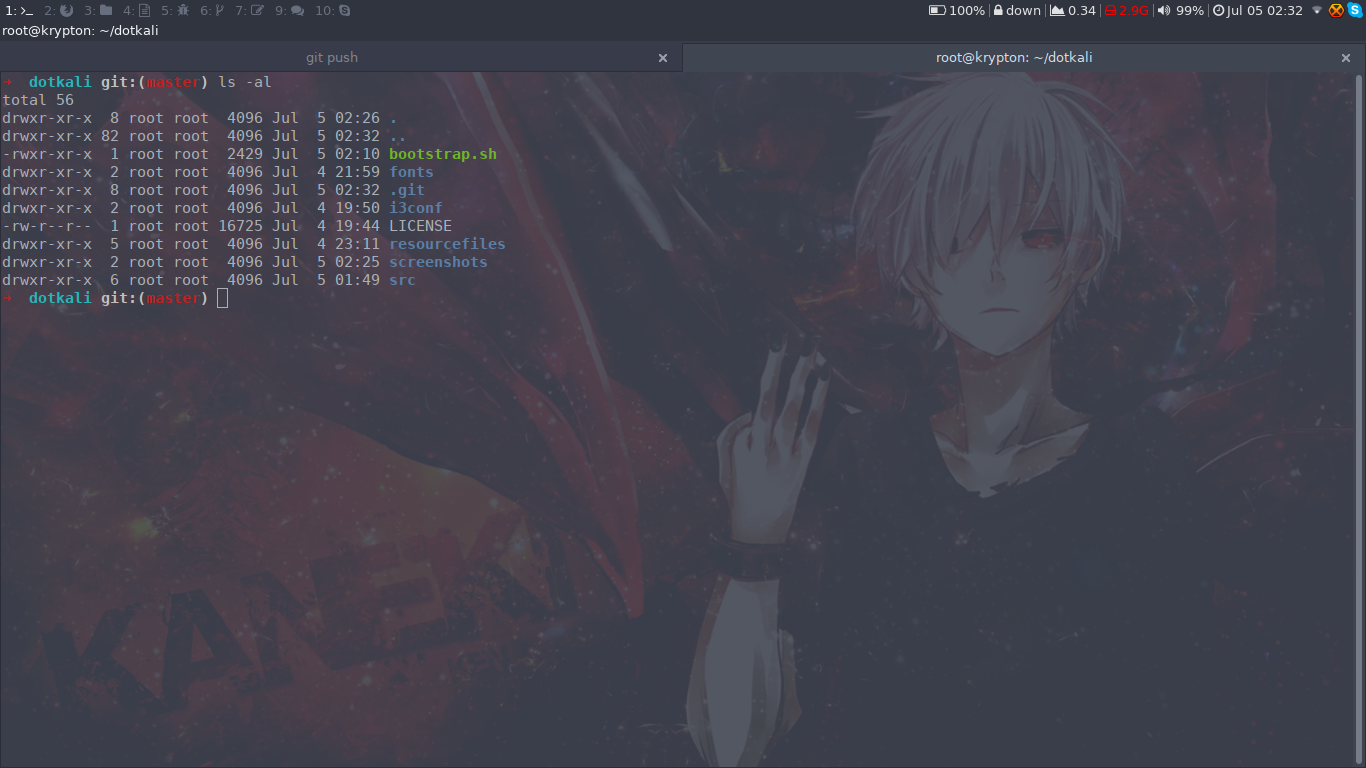 1: 2: 3: 4: 5: 6: 7: 8: 9: 10: 100% down 0.34 2.9G 99% Jul 05 02:32
root@krypton: ~/dotkali
git push root@krypton: ~/dotkali
➜  dotkali git:(master) ls -al
total 56
drwxr-xr-x  8 root root  4096 Jul  5 02:26 .
drwxr-xr-x 82 root root  4096 Jul  5 02:32 ..
-rwxr-xr-x  1 root root  2429 Jul  5 02:10 bootstrap.sh
drwxr-xr-x  2 root root  4096 Jul  4 21:59 fonts
drwxr-xr-x  8 root root  4096 Jul  5 02:32 .git
drwxr-xr-x  2 root root  4096 Jul  4 19:50 i3conf
-rw-r--r--  1 root root 16725 Jul  4 19:44 LICENSE
drwxr-xr-x  5 root root  4096 Jul  4 23:11 resourcefiles
drwxr-xr-x  2 root root  4096 Jul  5 02:25 screenshots
drwxr-xr-x  6 root root  4096 Jul  5 01:49 src
➜  dotkali git:(master)
KANEKI